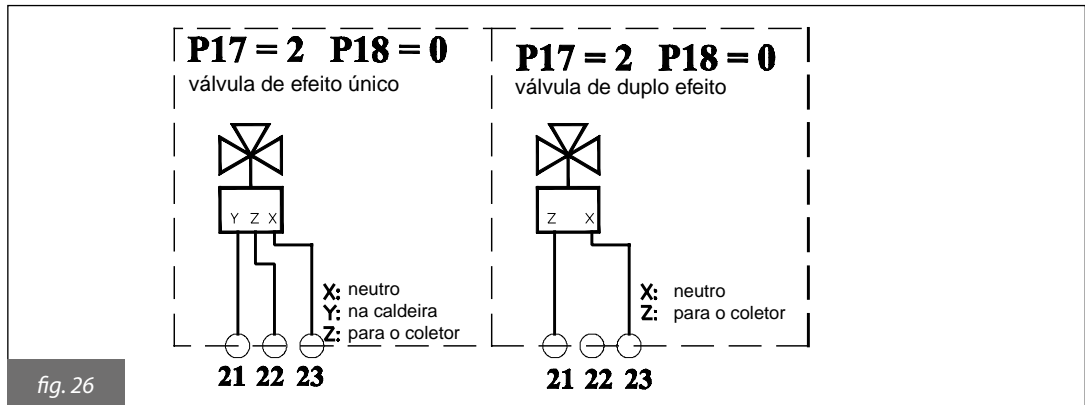 P17 = 2 P18 = 0
válvula de efeito único
Y Z X
X: neutro
Y: na caldeira
Z: para o coletor
21 22 23
P17 = 2 P18 = 0
válvula de duplo efeito
Z X
X: neutro
Z: para o coletor
21 22 23
fig. 26